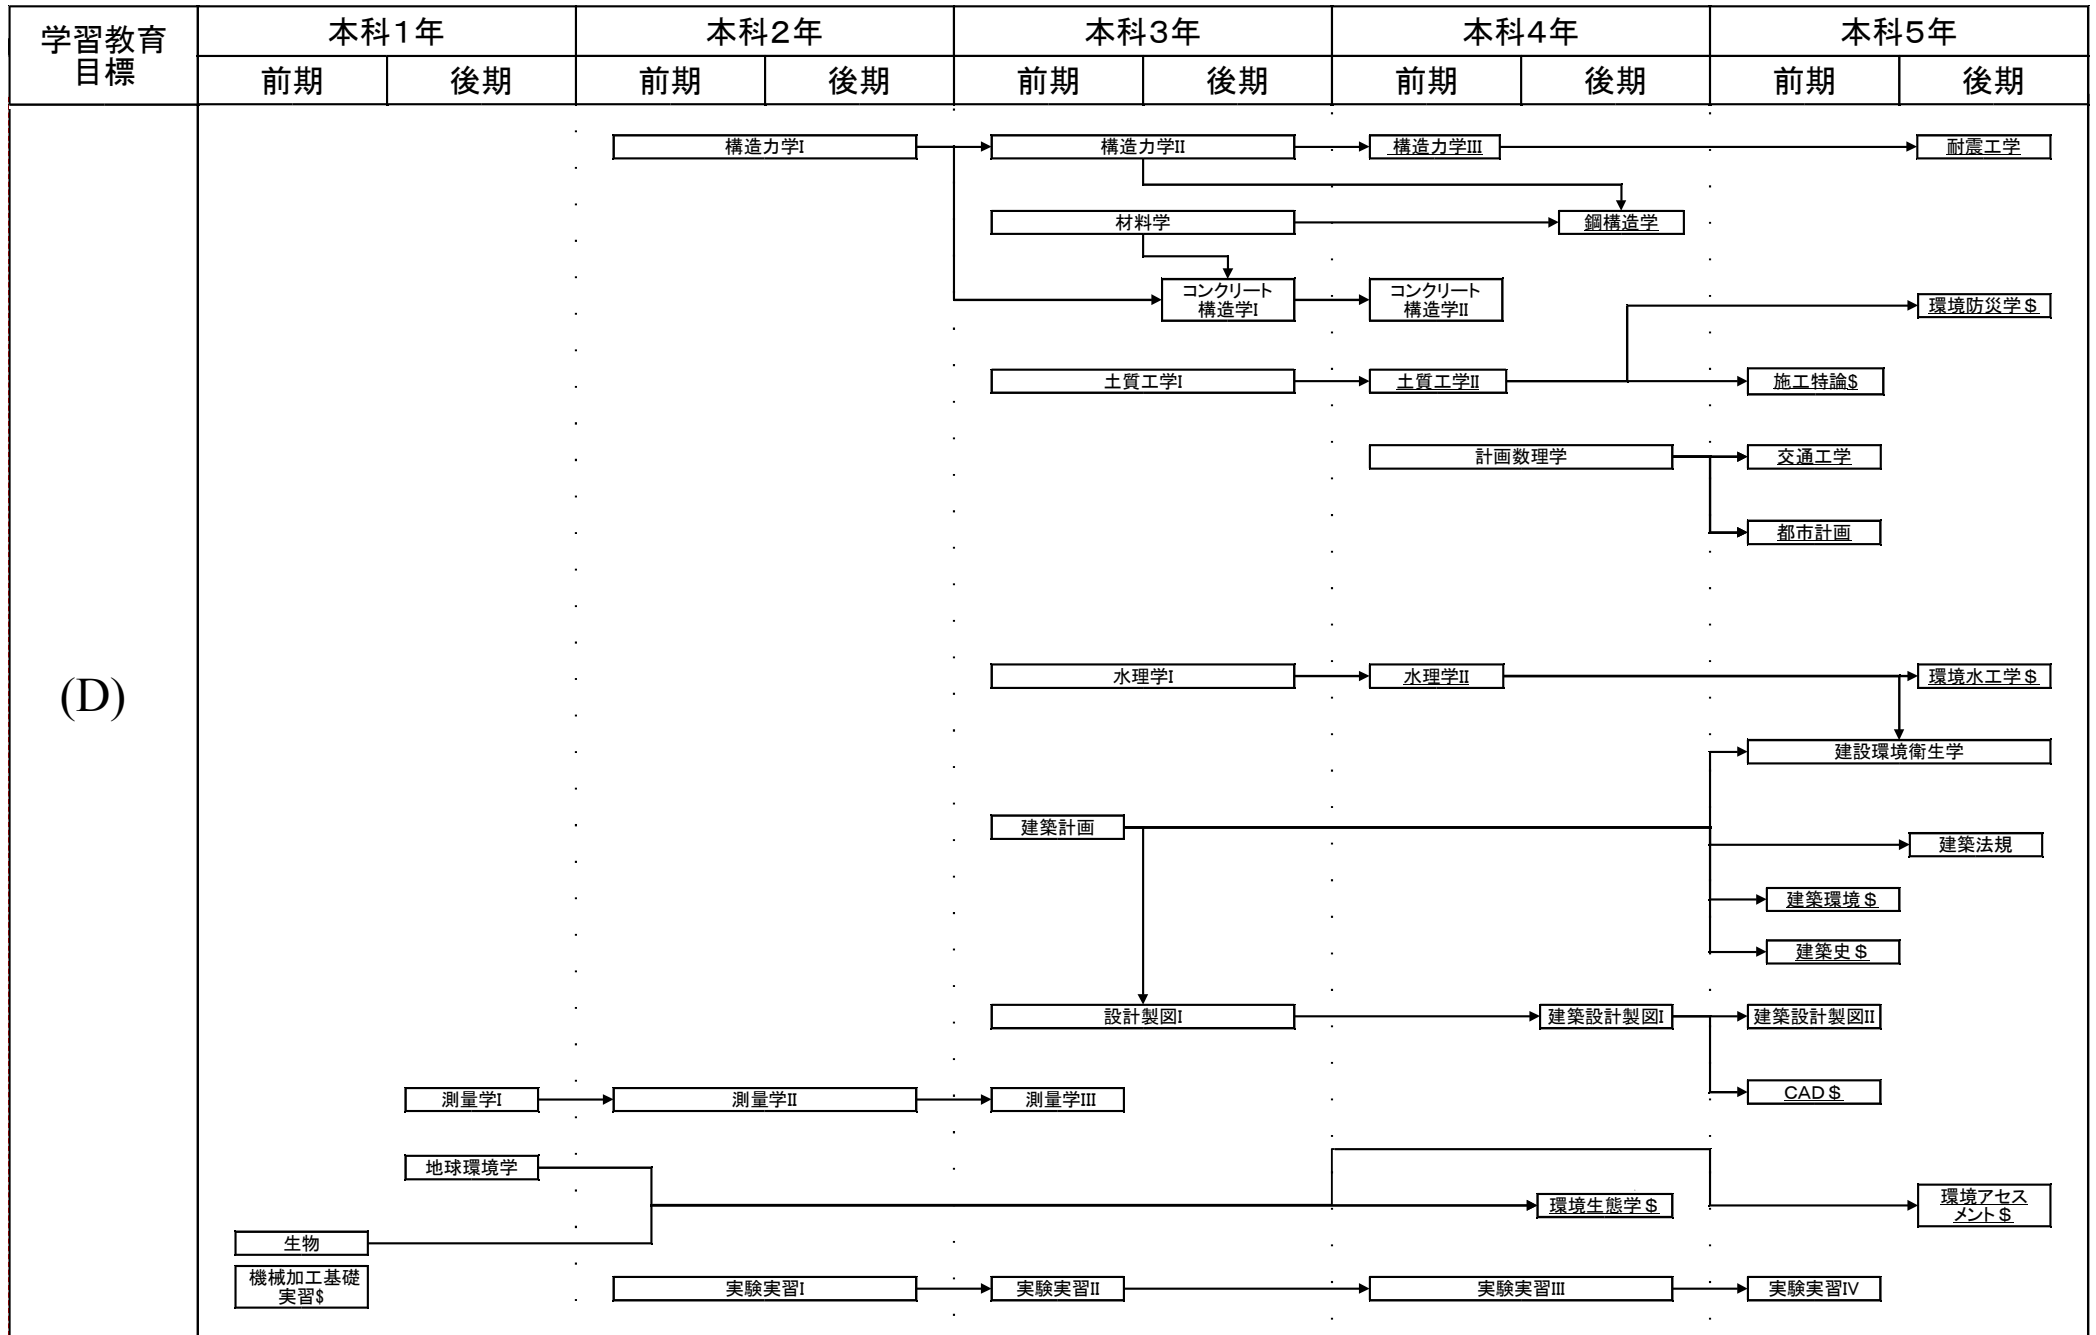 学習教育
目標
本科1年
本科2年
本科3年
本科4年
本科5年
前期
後期
前期
後期
前期
後期
前期
後期
前期
後期
(D)
構造力学I
構造力学II
構造力学III
耐震工学
材料学
鋼構造学
コンクリート
構造学I
コンクリート
構造学II
環境防災学＄
土質工学I
土質工学II
施工特論$
計画数理学
交通工学
都市計画
水理学I
水理学II
環境水工学＄
建設環境衛生学
建築計画
建築法規
建築環境＄
建築史＄
設計製図I
建築設計製図I
建築設計製図II
測量学I
測量学II
測量学III
CAD＄
地球環境学
環境生態学＄
環境アセス
メント＄
生物
機械加工基礎
実習$
実験実習I
実験実習II
実験実習III
実験実習IV